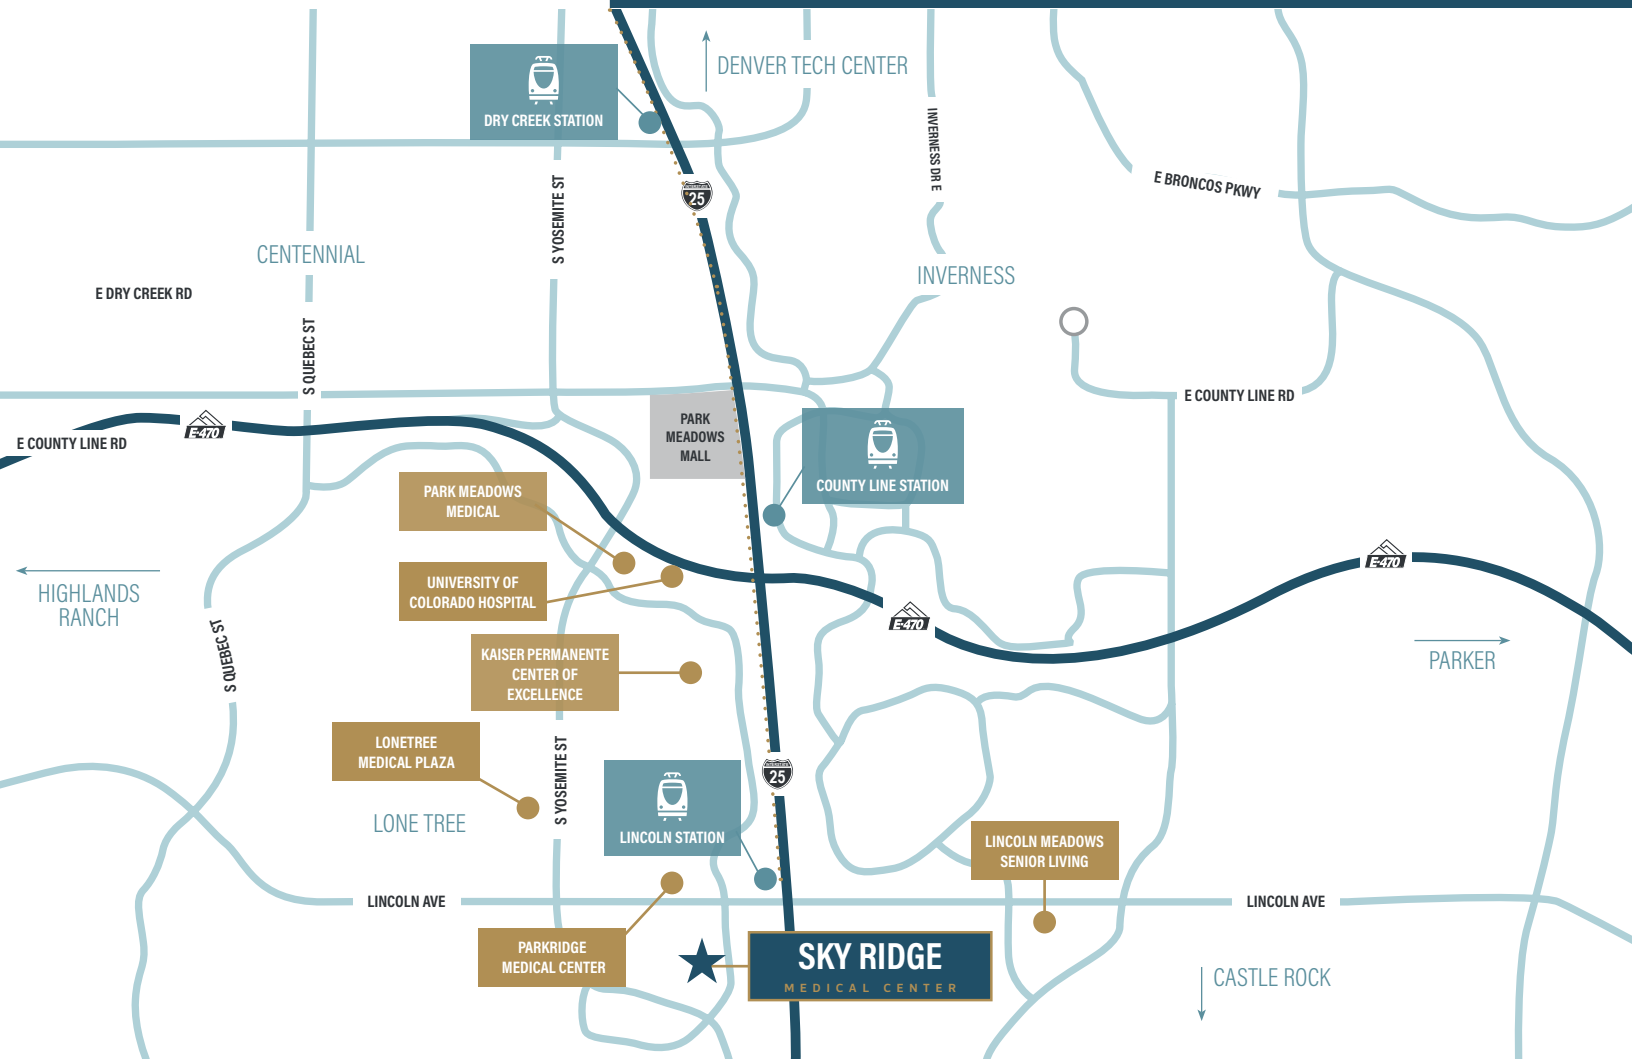 DRY CREEK STATION
DENVER TECH CENTER
INVERNESS DR E
E BRONCOS PKWY
S YOSEMITE ST
INTERSTATE
25
CENTENNIAL
INVERNESS
E DRY CREEK RD
S QUEBEC ST
E COUNTY LINE RD
PARK
MEADOWS
MALL
E-470
E COUNTY LINE RD
COUNTY LINE STATION
PARK MEADOWS
MEDICAL
E-470
HIGHLANDS
RANCH
UNIVERSITY OF
COLORADO HOSPITAL
E-470
S QUEBEC ST
KAISER PERMANENTE
CENTER OF
EXCELLENCE
PARKER
LONETREE
MEDICAL PLAZA
S YOSEMITE ST
INTERSTATE
25
LONE TREE
LINCOLN STATION
LINCOLN MEADOWS
SENIOR LIVING
LINCOLN AVE
LINCOLN AVE
PARKRIDGE
MEDICAL CENTER
SKY RIDGE
MEDICAL CENTER
CASTLE ROCK